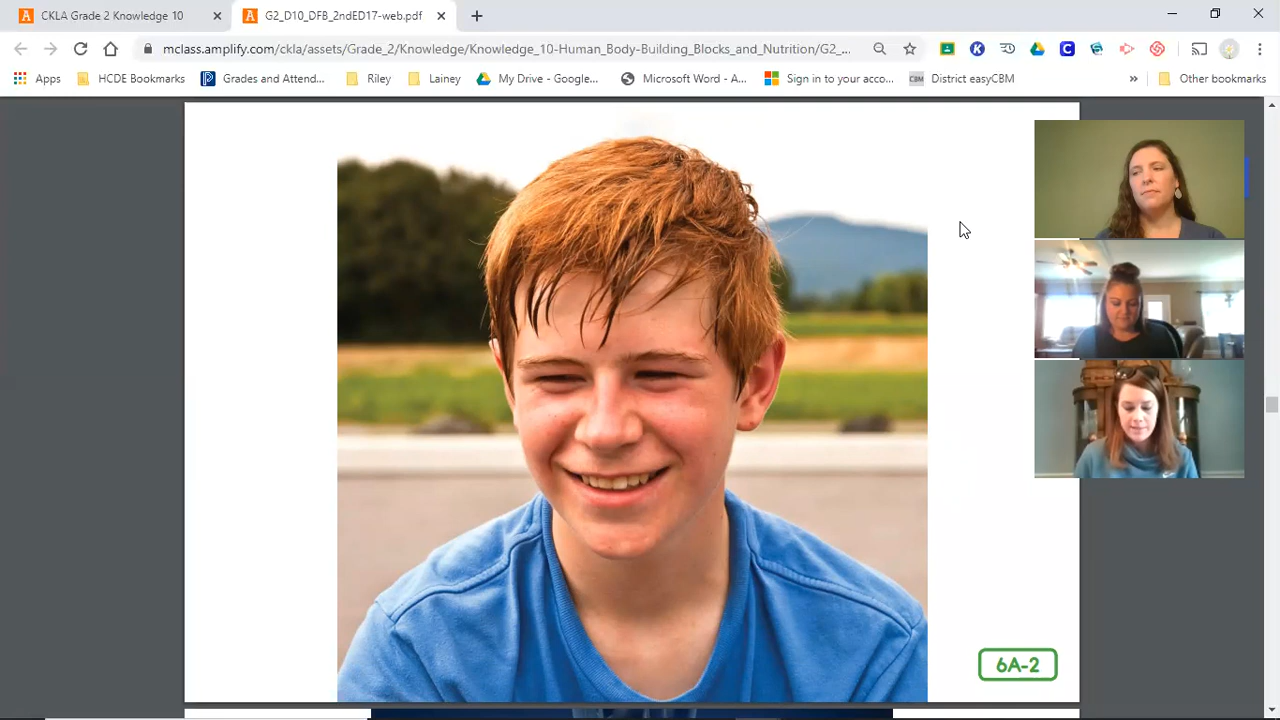 CKLA Grade 2 Knowledge 10
G2_D10_DFB_2ndED17-web.pdf
mclass.amplify.com/ckla/assets/Grade_2/Knowledge/Knowledge_10-Human_Body-Building_Blocks_and_Nutrition/G2_...
Apps HCDE Bookmarks Grades and Attend... Riley Lainey My Drive - Google... Microsoft Word - A... Sign in to your acco... CBM District easyCBM » Other bookmarks
6A-2